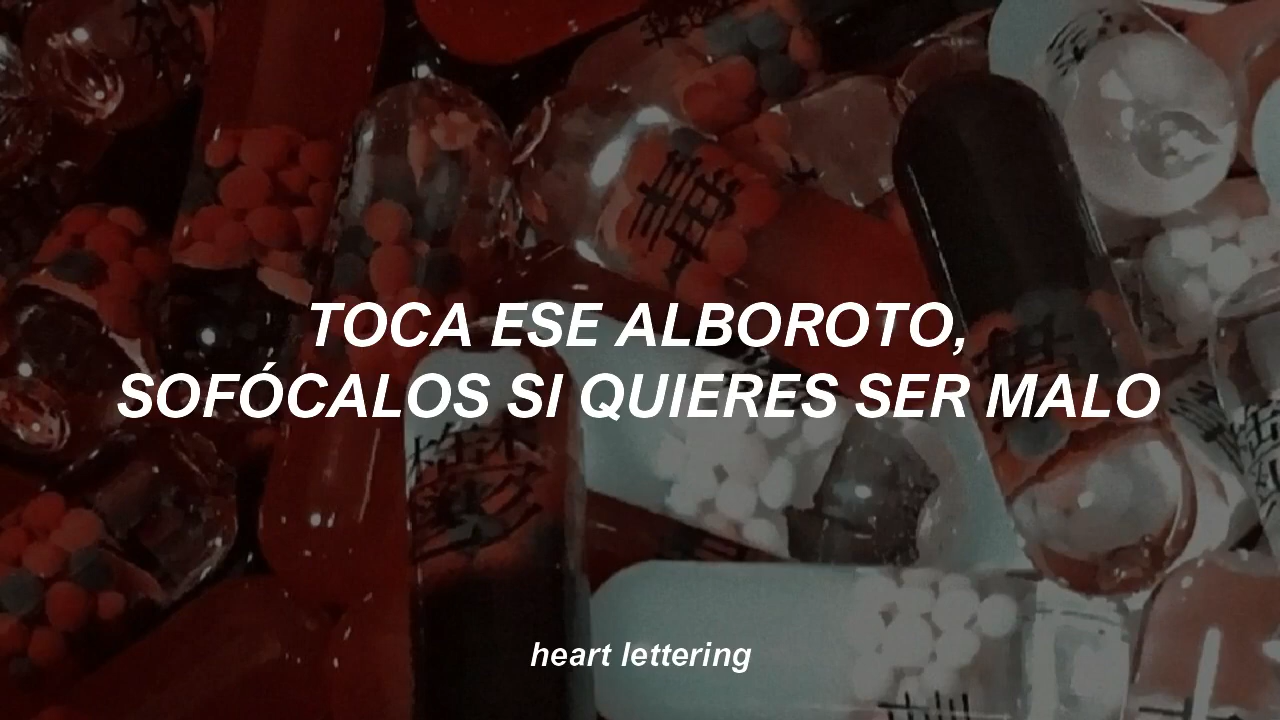 TOCA ESE ALBOROTO,
SOFÓCALOS SI QUIERES SER MALO
heart lettering